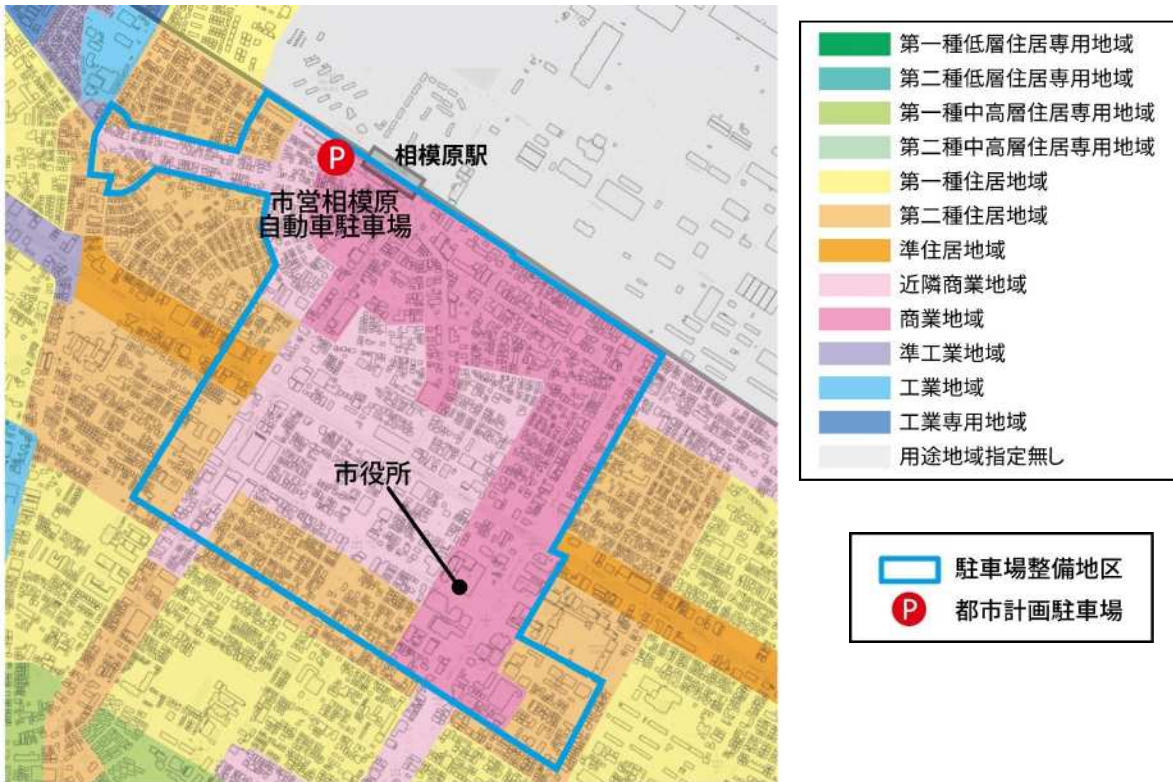 相模原駅
P
市営相模原
自動車駐車場
市役所
第一種低層住居専用地域
第二種低層住居専用地域
第一種中高層住居専用地域
第二種中高層住居専用地域
第一種住居地域
第二種住居地域
準住居地域
近隣商業地域
商業地域
準工業地域
工業地域
工業専用地域
用途地域指定無し
駐車場整備地区
P 都市計画駐車場